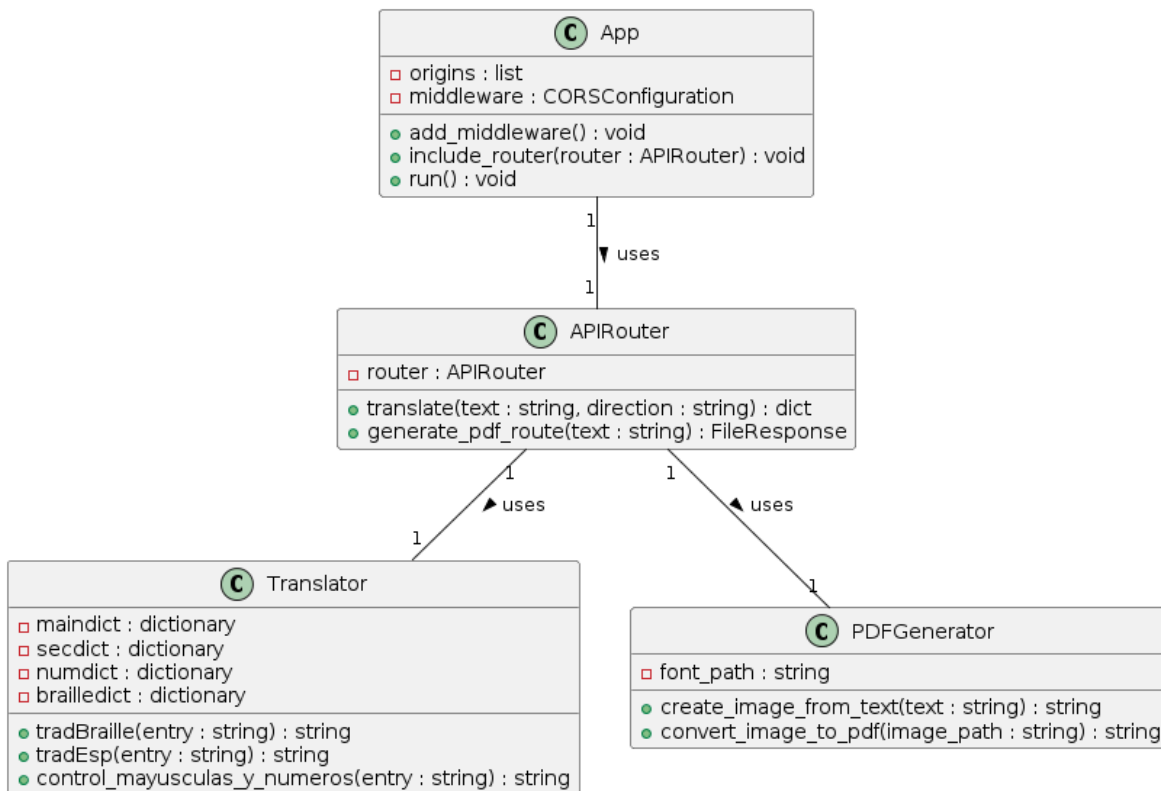 C App
origins : list
middleware : CORSConfiguration
add_middleware() : void
include_router(router : APIRouter) : void
run() : void
1
uses
1
C APIRouter
router : APIRouter
translate(text : string, direction : string) : dict
generate_pdf_route(text : string) : FileResponse
1
1
uses
uses
1
1
C Translator
maindict : dictionary
secdict : dictionary
numdict : dictionary
brailledict : dictionary
tradBraille(entry : string) : string
tradEsp(entry : string) : string
control_mayusculas_y_numeros(entry : string) : string
C PDFGenerator
font_path : string
create_image_from_text(text : string) : string
convert_image_to_pdf(image_path : string) : string